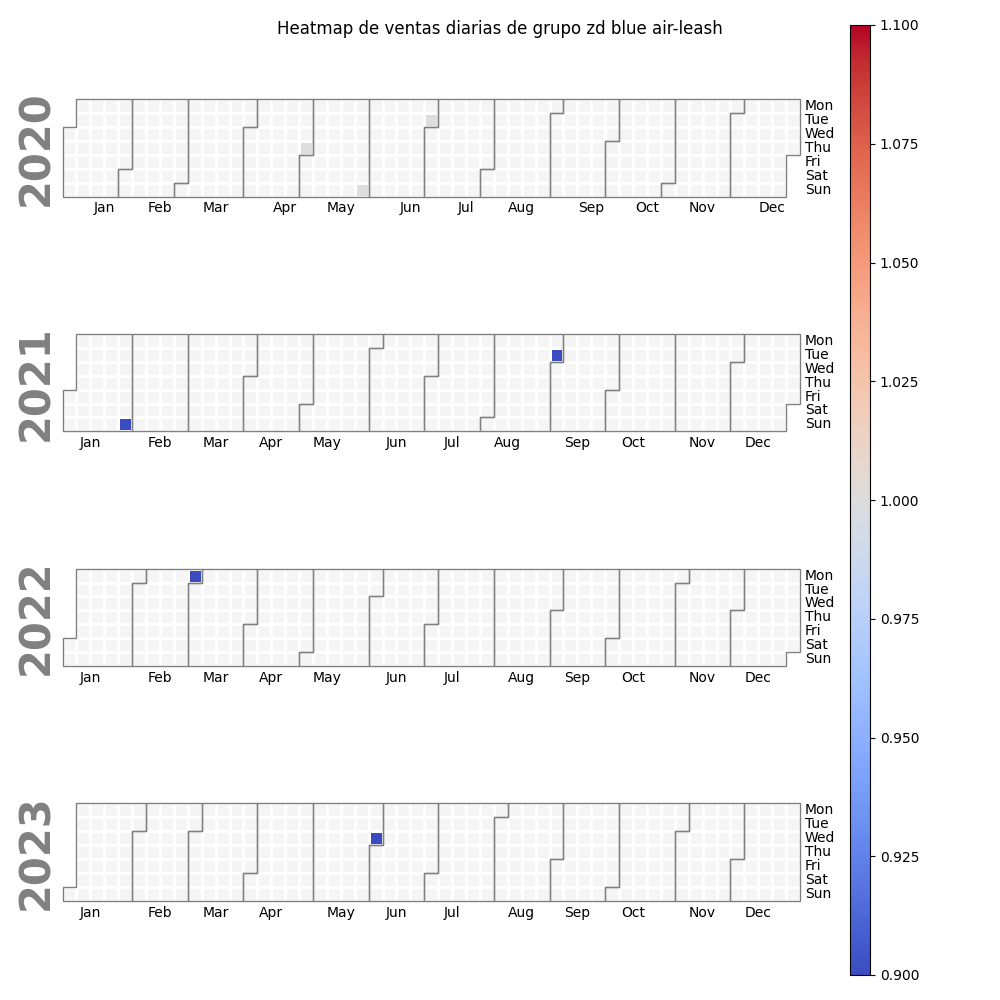 Heatmap de ventas diarias de grupo zd blue air-leash
2020
Mon
Tue
Wed
Thu
Fri
Sat
Sun
Jan Feb Mar Apr May Jun Jul Aug Sep Oct Nov Dec
2021
Mon
Tue
Wed
Thu
Fri
Sat
Sun
Jan Feb Mar Apr May Jun Jul Aug Sep Oct Nov Dec
2022
Mon
Tue
Wed
Thu
Fri
Sat
Sun
Jan Feb Mar Apr May Jun Jul Aug Sep Oct Nov Dec
2023
Mon
Tue
Wed
Thu
Fri
Sat
Sun
Jan Feb Mar Apr May Jun Jul Aug Sep Oct Nov Dec
1.100
1.075
1.050
1.025
1.000
0.975
0.950
0.925
0.900